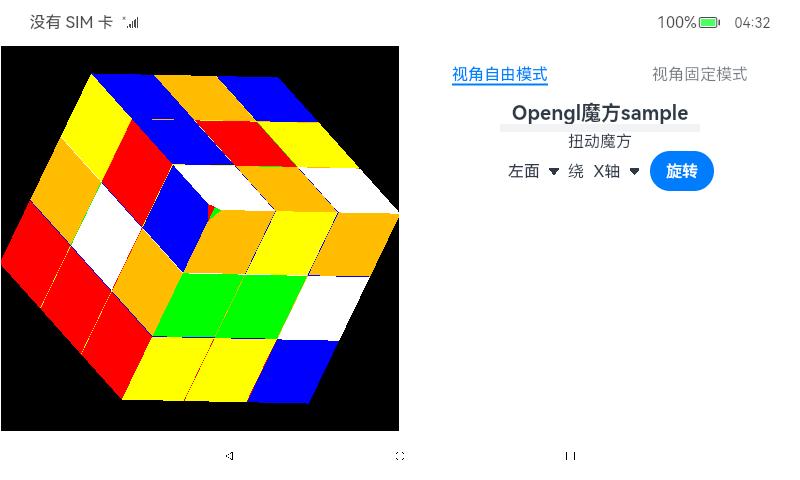 没有 SIM 卡 100% 04:32
视角自由模式 视角固定模式
Opengl魔方sample
扭动魔方
左面 绕 X轴 旋转